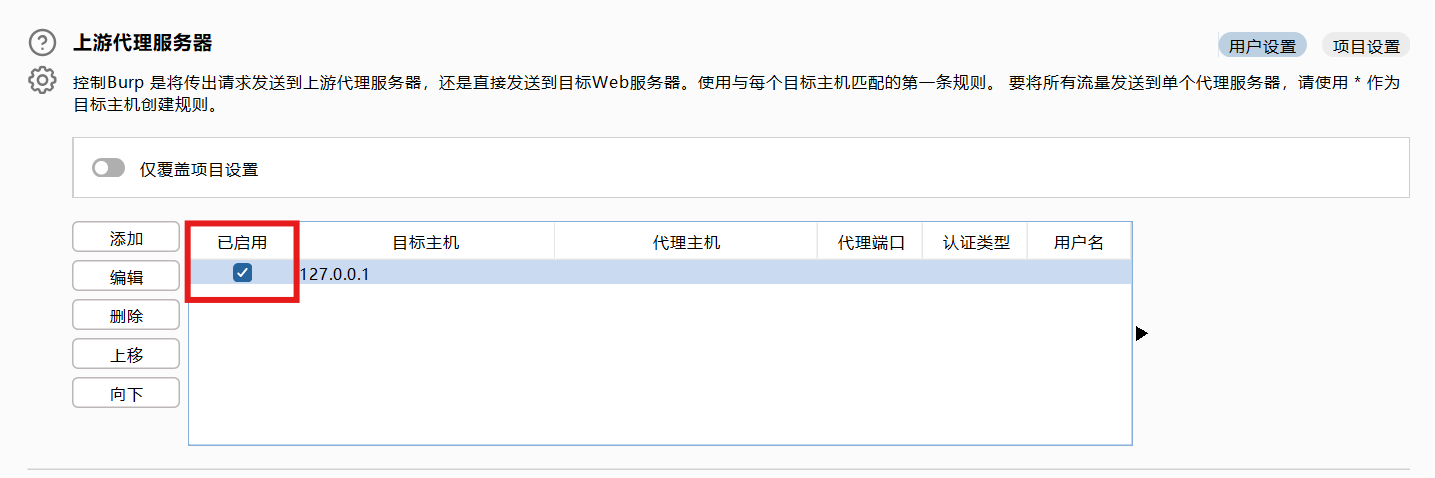 上游代理服务器
用户设置 项目设置
控制Burp 是将传出请求发送到上游代理服务器，还是直接发送到目标Web服务器。使用与每个目标主机匹配的第一条规则。 要将所有流量发送到单个代理服务器，请使用 * 作为
目标主机创建规则。
仅覆盖项目设置
添加
编辑
删除
上移
向下
已启用 目标主机 代理主机 代理端口 认证类型 用户名
127.0.0.1